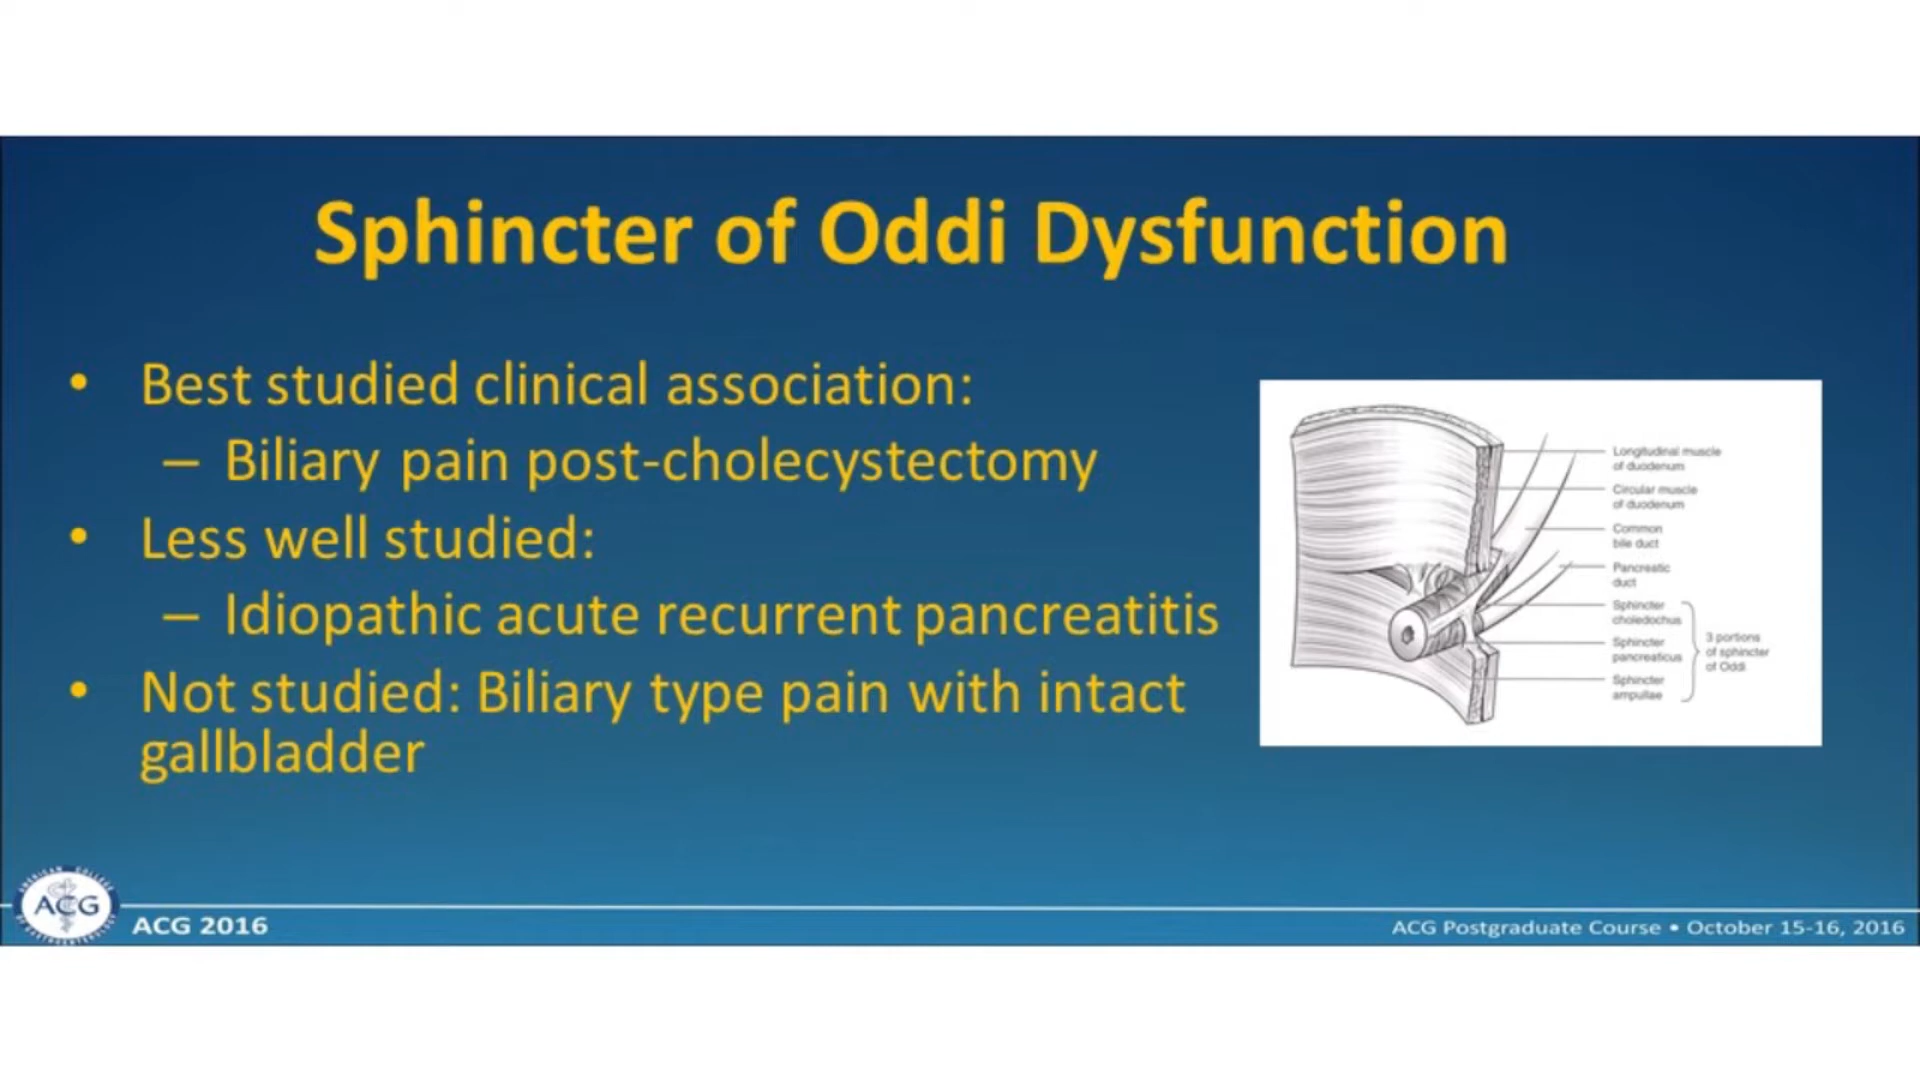 Sphincter of Oddi Dysfunction
• Best studied clinical association:
– Biliary pain post-cholecystectomy
• Less well studied:
– Idiopathic acute recurrent pancreatitis
• Not studied: Biliary type pain with intact
gallbladder
Longitudinal muscle
of duodenum
Circular muscle
of duodenum
Common
bile duct
Pancreatic
duct
Sphincter
choledochus
Sphincter
pancreaticus
Sphincter
ampullae
3 portions
of sphincter
of Oddi
AMERICAN COLLEGE
ACG
ACG 2016
ACG Postgraduate Course • October 15-16, 2016